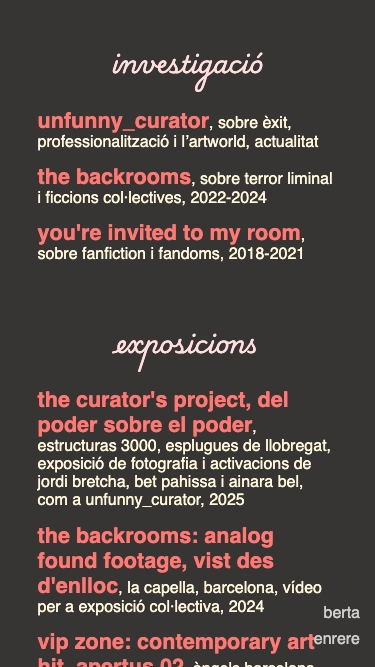 investigació
unfunny_curator, sobre èxit,
professionalització i l'artworld, actualitat
the backrooms, sobre terror liminal
i ficcions col·lectives, 2022-2024
you're invited to my room,
sobre fanfiction i fandoms, 2018-2021
exposicions
the curator's project, del
poder sobre el poder,
estructures 3000, esplugues de llobregat,
exposició de fotografia i activacions de
jordi bretcha, bet pahissa i ainara bel,
com a unfunny_curator, 2025
the backrooms: analog
found footage, vist des
d'enlloc, la capella, barcelona, vídeo
per a exposició col·lectiva, 2024
berta
vip zone: contemporary art
enrere
hit, apertus 02, àngels barcelona